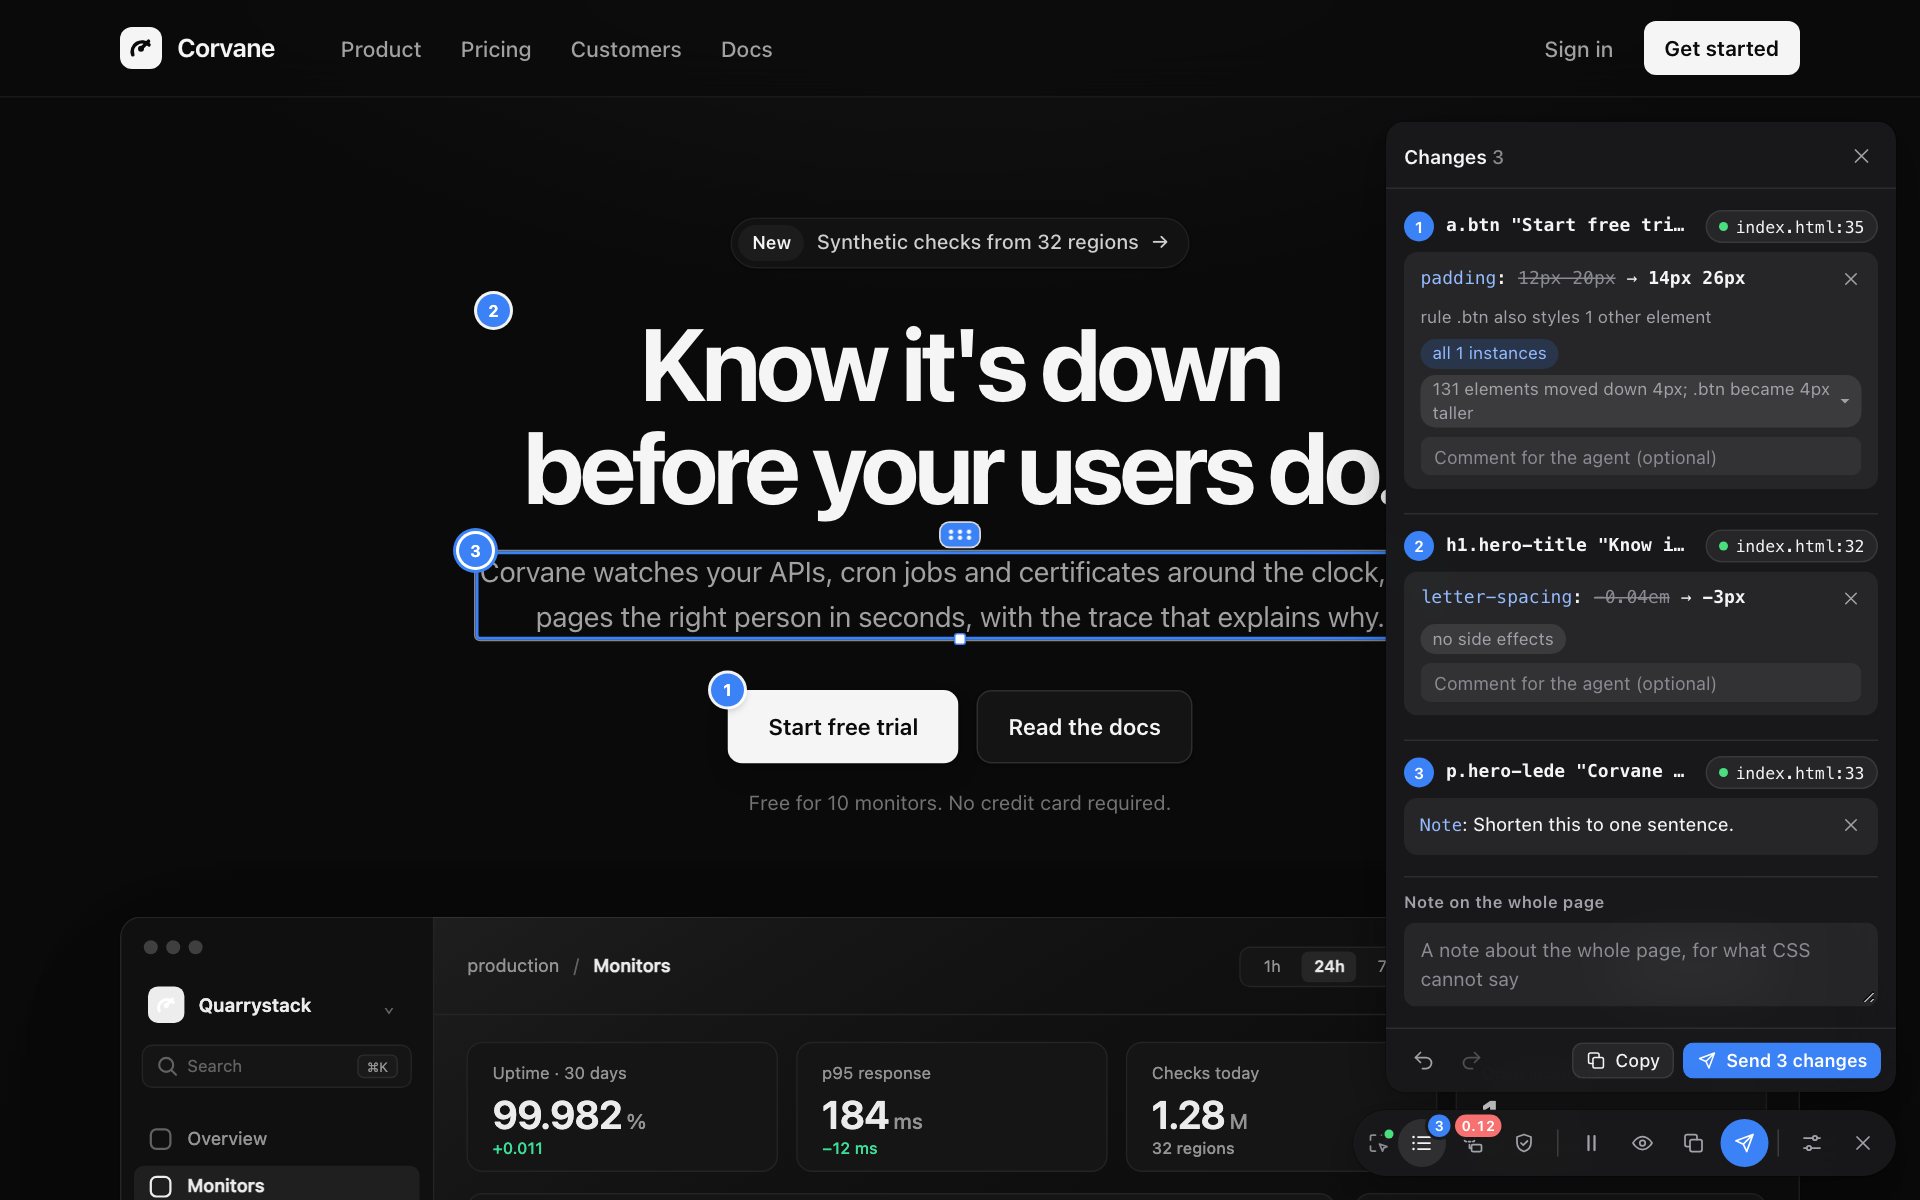 Corvane
Product
Pricing
Customers
Docs
Sign in
Get started
New
Synthetic checks from 32 regions →
2
Know it's down
before your users do.
3
Corvane watches your APIs, cron jobs and certificates around the clock,
pages the right person in seconds, with the trace that explains why.
1
Start free trial
Read the docs
Free for 10 monitors. No credit card required.
production / Monitors
1h
24h
7
Quarrystack
Search
⌘K
Overview
Monitors
Uptime · 30 days
99.982 %
+0.011
p95 response
184 ms
−12 ms
Checks today
1.28 M
32 regions
Changes 3
1
a.btn "Start free tri…
index.html:35
padding: 12px 20px → 14px 26px
rule .btn also styles 1 other element
all 1 instances
131 elements moved down 4px; .btn became 4px
taller
Comment for the agent (optional)
2
h1.hero-title "Know i…
index.html:32
letter-spacing: -0.04em → -3px
no side effects
Comment for the agent (optional)
3
p.hero-lede "Corvane …
index.html:33
Note: Shorten this to one sentence.
Note on the whole page
A note about the whole page, for what CSS
cannot say
Copy
Send 3 changes
3
0.12